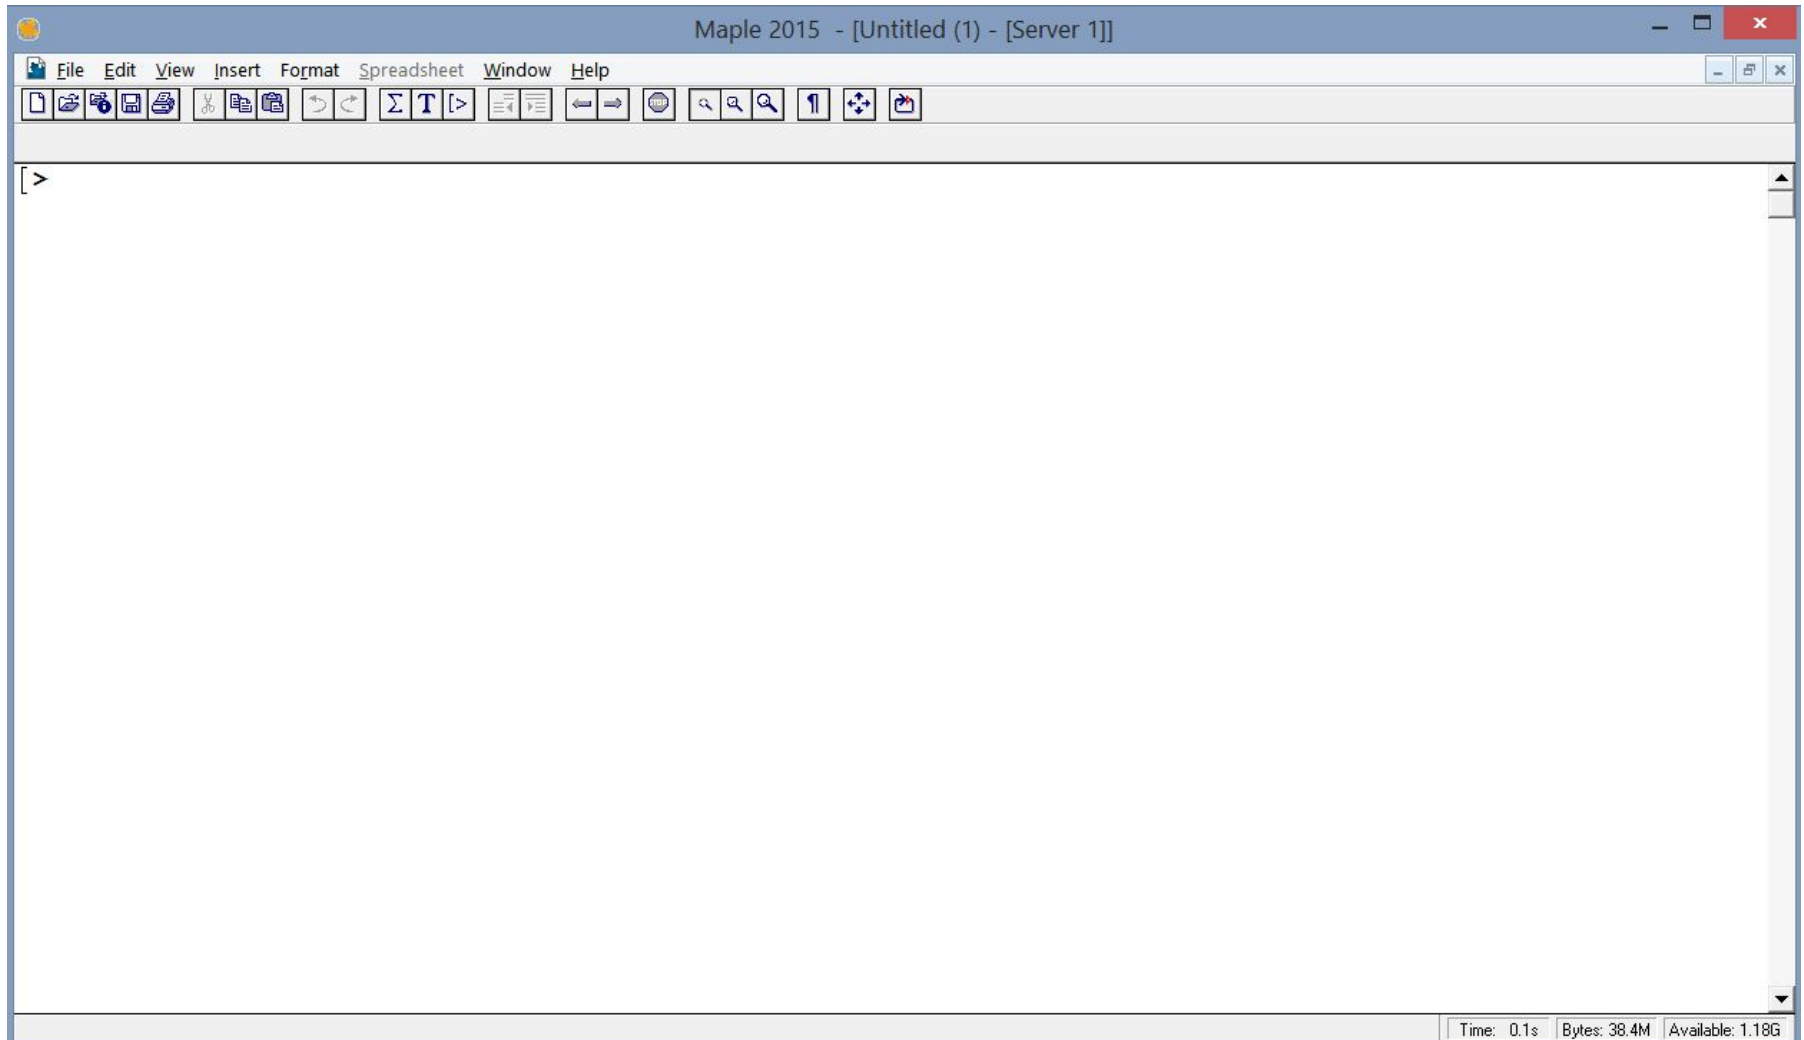 Maple 2015 - [Untitled (1) - [Server 1]]
File Edit View Insert Format Spreadsheet Window Help
Σ T [>
[>
Time: 0.1s Bytes: 38.4M Available: 1.18G